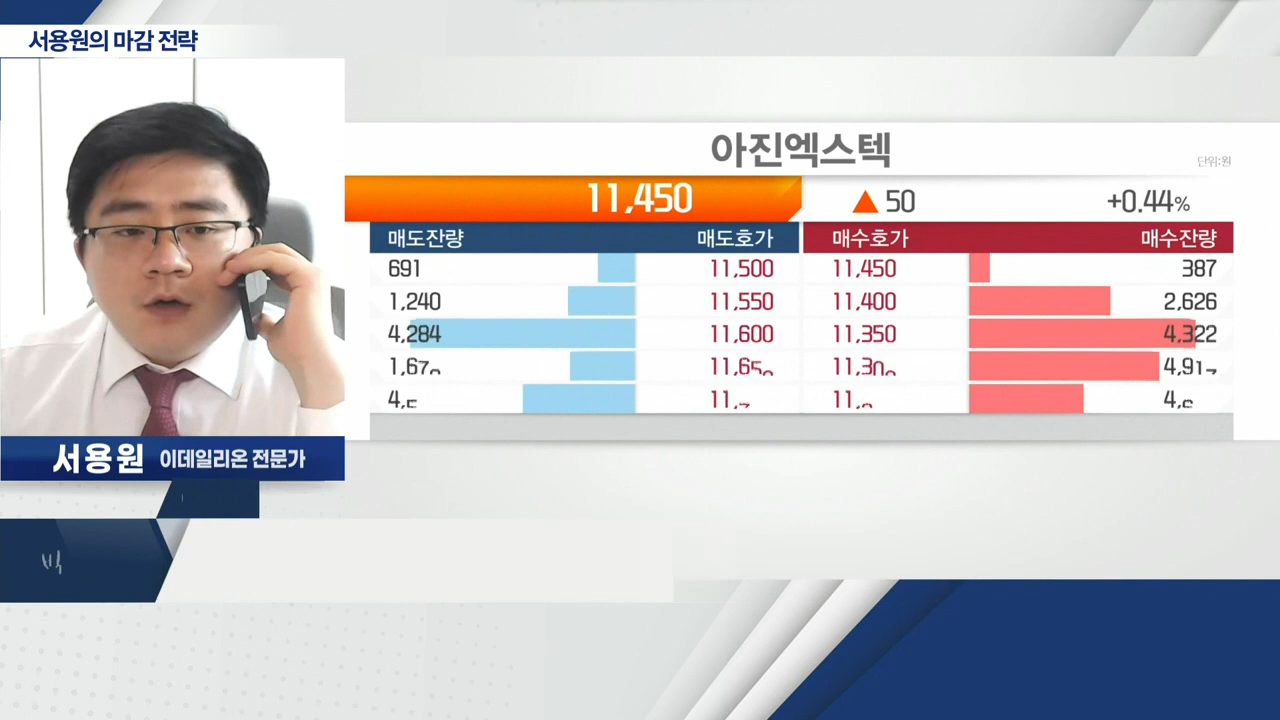 서용원의 마감 전략
아진엑스텍
단위:원
11,450 ▲ 50 +0.44%
매도잔량 매도호가 매수호가 매수잔량
691 11,500 11,450 387
1,240 11,550 11,400 2,626
4,284 11,600 11,350 4,322
서용원 이데일리온 전문가